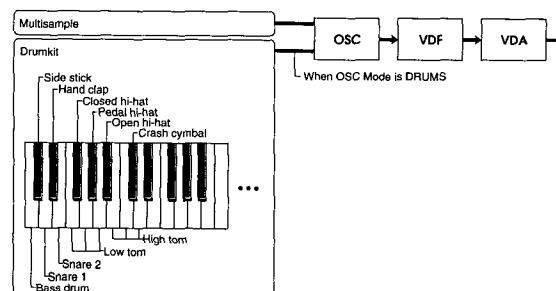 Multisample
Drumkit
OSC
VDF
VDA
When OSC Mode is DRUMS
Side stick
Hand clap
Closed hi-hat
Pedal hi-hat
Open hi-hat
Crash cymbal
High tom
Low tom
Snare 2
Snare 1
Bass drum